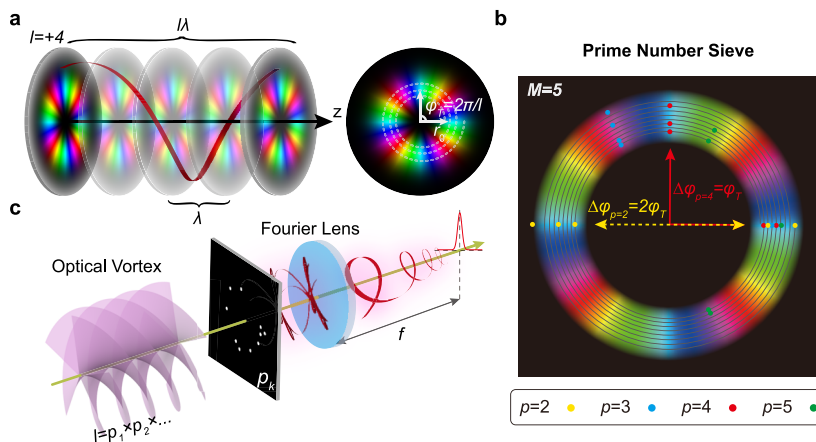 a
l=+4
lλ
λ
z
φT=2π/l
r0
b
Prime Number Sieve
M=5
Δφp=4=φT
Δφp=2=2φT
p=2
p=3
p=4
p=5
c
Optical Vortex
Fourier Lens
f
pk
l=p1×p2×...